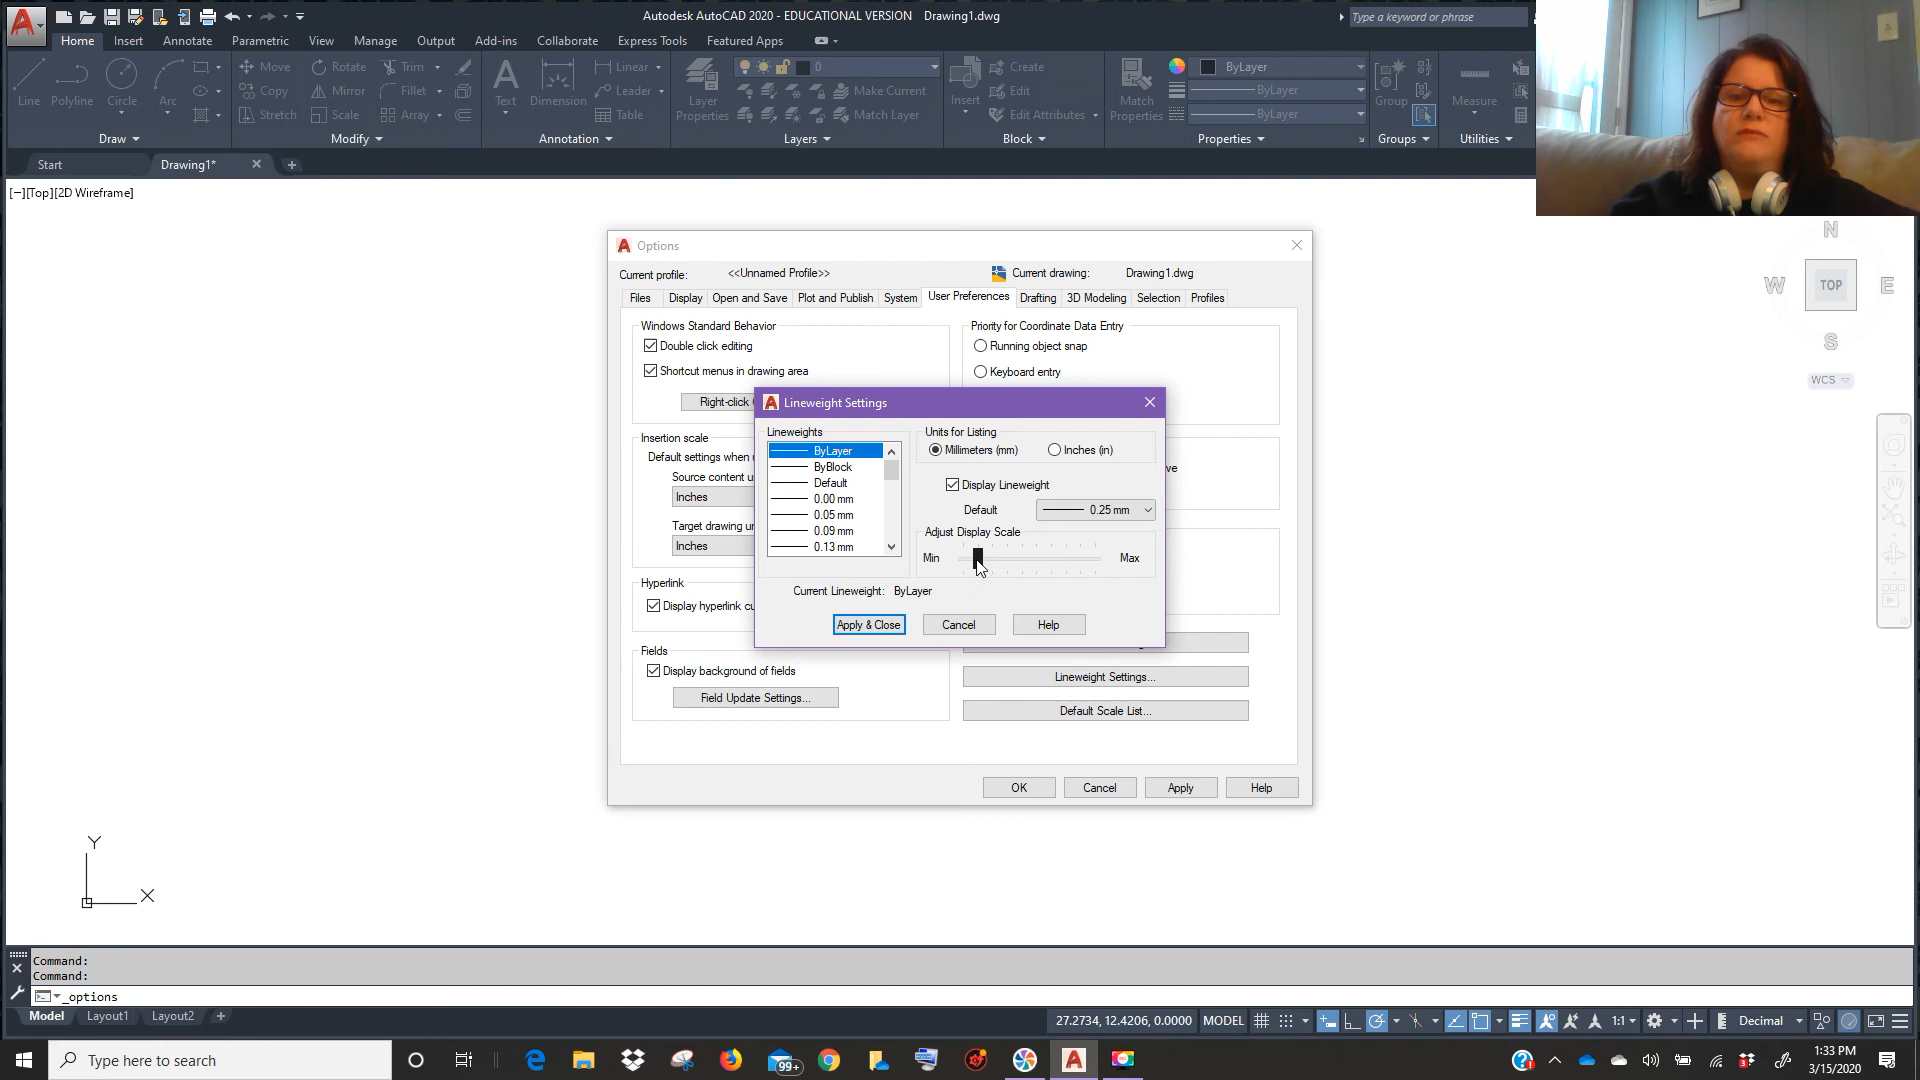 Autodesk AutoCAD 2020 - EDUCATIONAL VERSION Drawing1.dwg
Type a keyword or phrase
Home Insert Annotate Parametric View Manage Output Add-ins Collaborate Express Tools Featured Apps
Line Polyline Circle Arc
Move Rotate Trim
Copy Mirror Fillet
Stretch Scale Array
Text Dimension
Linear
Leader
Table
Layer Properties
0
Make Current
Match Layer
Insert
Create
Edit
Edit Attributes
Match Properties
ByLayer
ByLayer
ByLayer
Group
Measure
Draw Modify Annotation Layers Block Properties Groups Utilities
Start Drawing1*
[−][Top][2D Wireframe]
N
W TOP E
S
WCS
Options
Current profile: <<Unnamed Profile>> Current drawing: Drawing1.dwg
Files Display Open and Save Plot and Publish System User Preferences Drafting 3D Modeling Selection Profiles
Windows Standard Behavior
Double click editing
Shortcut menus in drawing area
Right-click
Priority for Coordinate Data Entry
Running object snap
Keyboard entry
Insertion scale
Default settings when
Source content
Inches
Target drawing
Inches
Hyperlink
Display hyperlink
Fields
Display background of fields
Field Update Settings...
Lineweight Settings...
Default Scale List...
OK Cancel Apply Help
Lineweight Settings
Lineweights
ByLayer
ByBlock
Default
0.00 mm
0.05 mm
0.09 mm
0.13 mm
Units for Listing
Millimeters (mm) Inches (in)
Display Lineweight
Default 0.25 mm
Adjust Display Scale
Min Max
Current Lineweight: ByLayer
Apply & Close Cancel Help
Y
X
Command:
Command:
_options
Model Layout1 Layout2 +
27.2734, 12.4206, 0.0000 MODEL 1:1 Decimal
Type here to search
99+
3
1:33 PM
3/15/2020